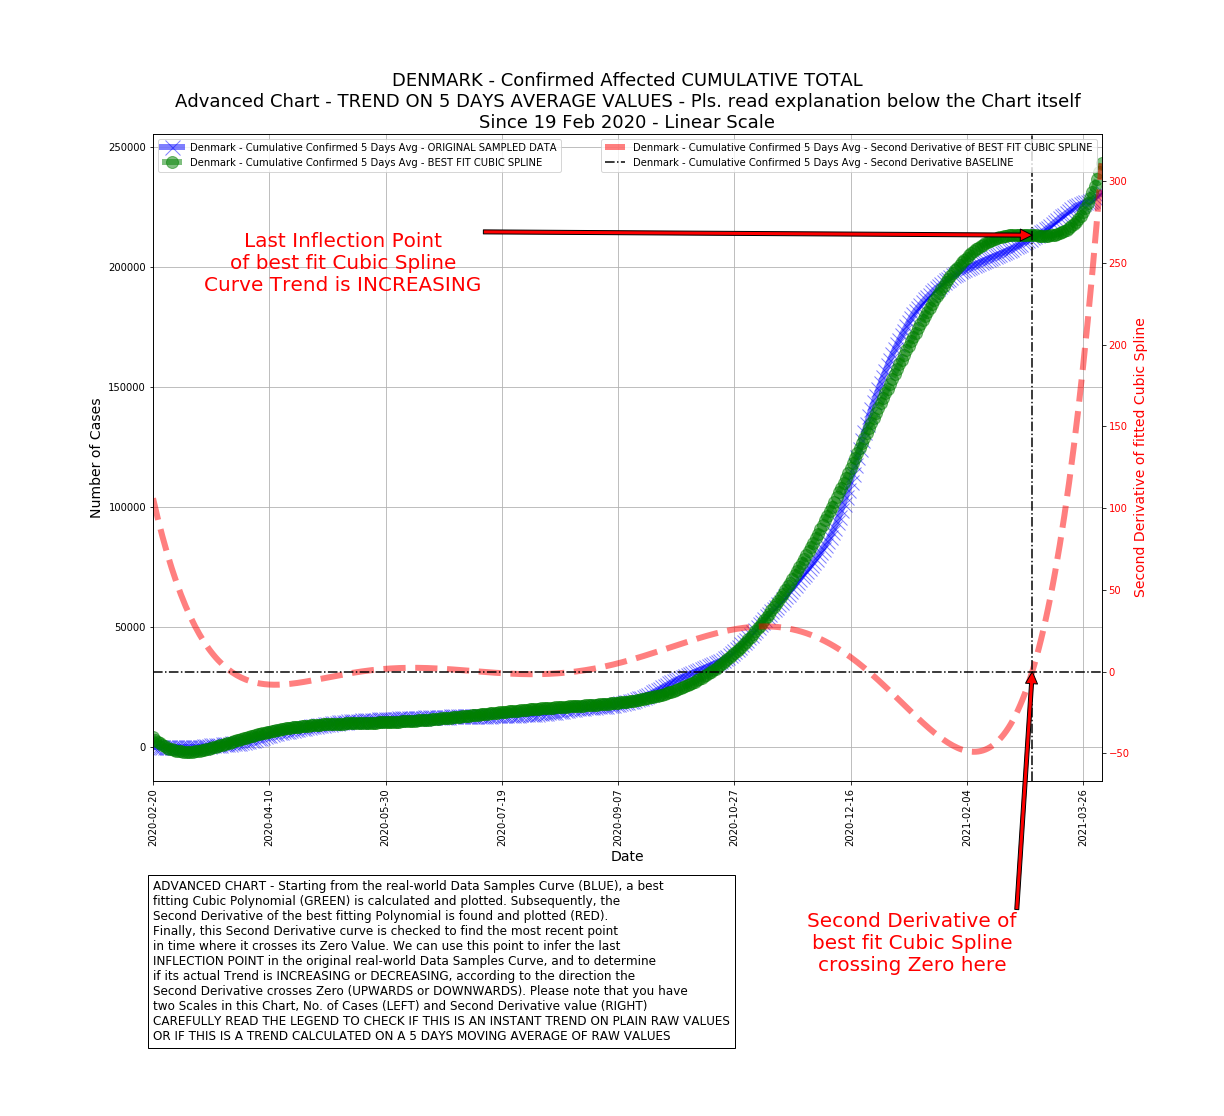 DENMARK - Confirmed Affected CUMULATIVE TOTAL
Advanced Chart - TREND ON 5 DAYS AVERAGE VALUES - Pls. read explanation below the Chart itself
Since 19 Feb 2020 - Linear Scale
Denmark - Cumulative Confirmed 5 Days Avg - ORIGINAL SAMPLED DATA
Denmark - Cumulative Confirmed 5 Days Avg - BEST FIT CUBIC SPLINE
Denmark - Cumulative Confirmed 5 Days Avg - Second Derivative of BEST FIT CUBIC SPLINE
Denmark - Cumulative Confirmed 5 Days Avg - Second Derivative BASELINE
Last Inflection Point
of best fit Cubic Spline
Curve Trend is INCREASING
Number of Cases
250000
200000
150000
100000
50000
0
300
250
200
150
100
50
0
−50
Second Derivative of fitted Cubic Spline
2020-02-20
2020-04-10
2020-05-30
2020-07-19
2020-09-07
2020-10-27
2020-12-16
2021-02-04
2021-03-26
Date
ADVANCED CHART - Starting from the real-world Data Samples Curve (BLUE), a best
fitting Cubic Polynomial (GREEN) is calculated and plotted. Subsequently, the
Second Derivative of the best fitting Polynomial is found and plotted (RED).
Finally, this Second Derivative curve is checked to find the most recent point
in time where it crosses its Zero Value. We can use this point to infer the last
INFLECTION POINT in the original real-world Data Samples Curve, and to determine
if its actual Trend is INCREASING or DECREASING, according to the direction the
Second Derivative crosses Zero (UPWARDS or DOWNWARDS). Please note that you have
two Scales in this Chart, No. of Cases (LEFT) and Second Derivative value (RIGHT)
CAREFULLY READ THE LEGEND TO CHECK IF THIS IS AN INSTANT TREND ON PLAIN RAW VALUES
OR IF THIS IS A TREND CALCULATED ON A 5 DAYS MOVING AVERAGE OF RAW VALUES
Second Derivative of
best fit Cubic Spline
crossing Zero here